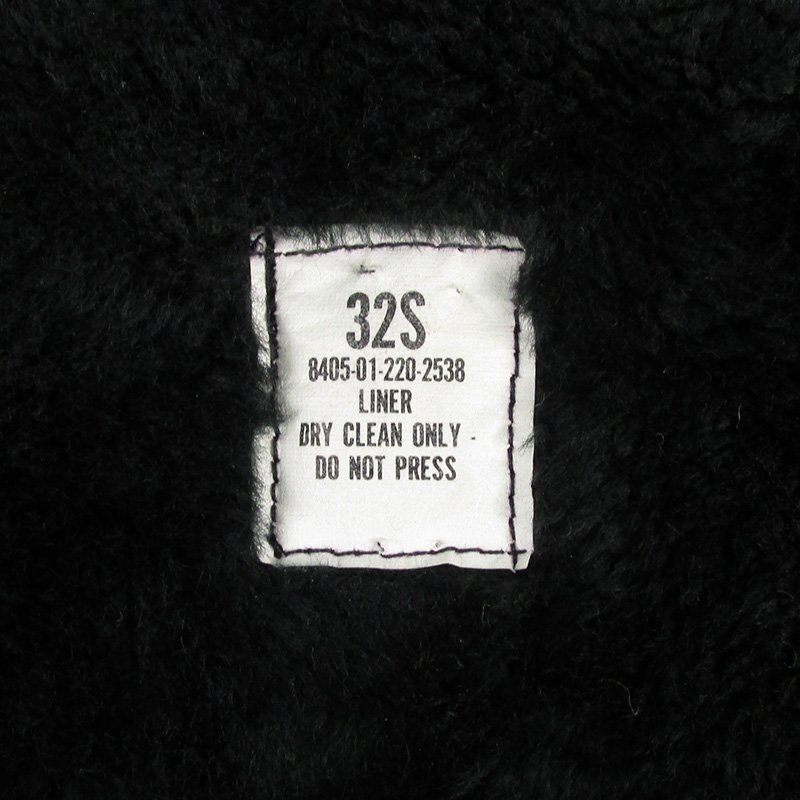 32S
8405-01-220-2538
LINER
DRY CLEAN ONLY -
DO NOT PRESS